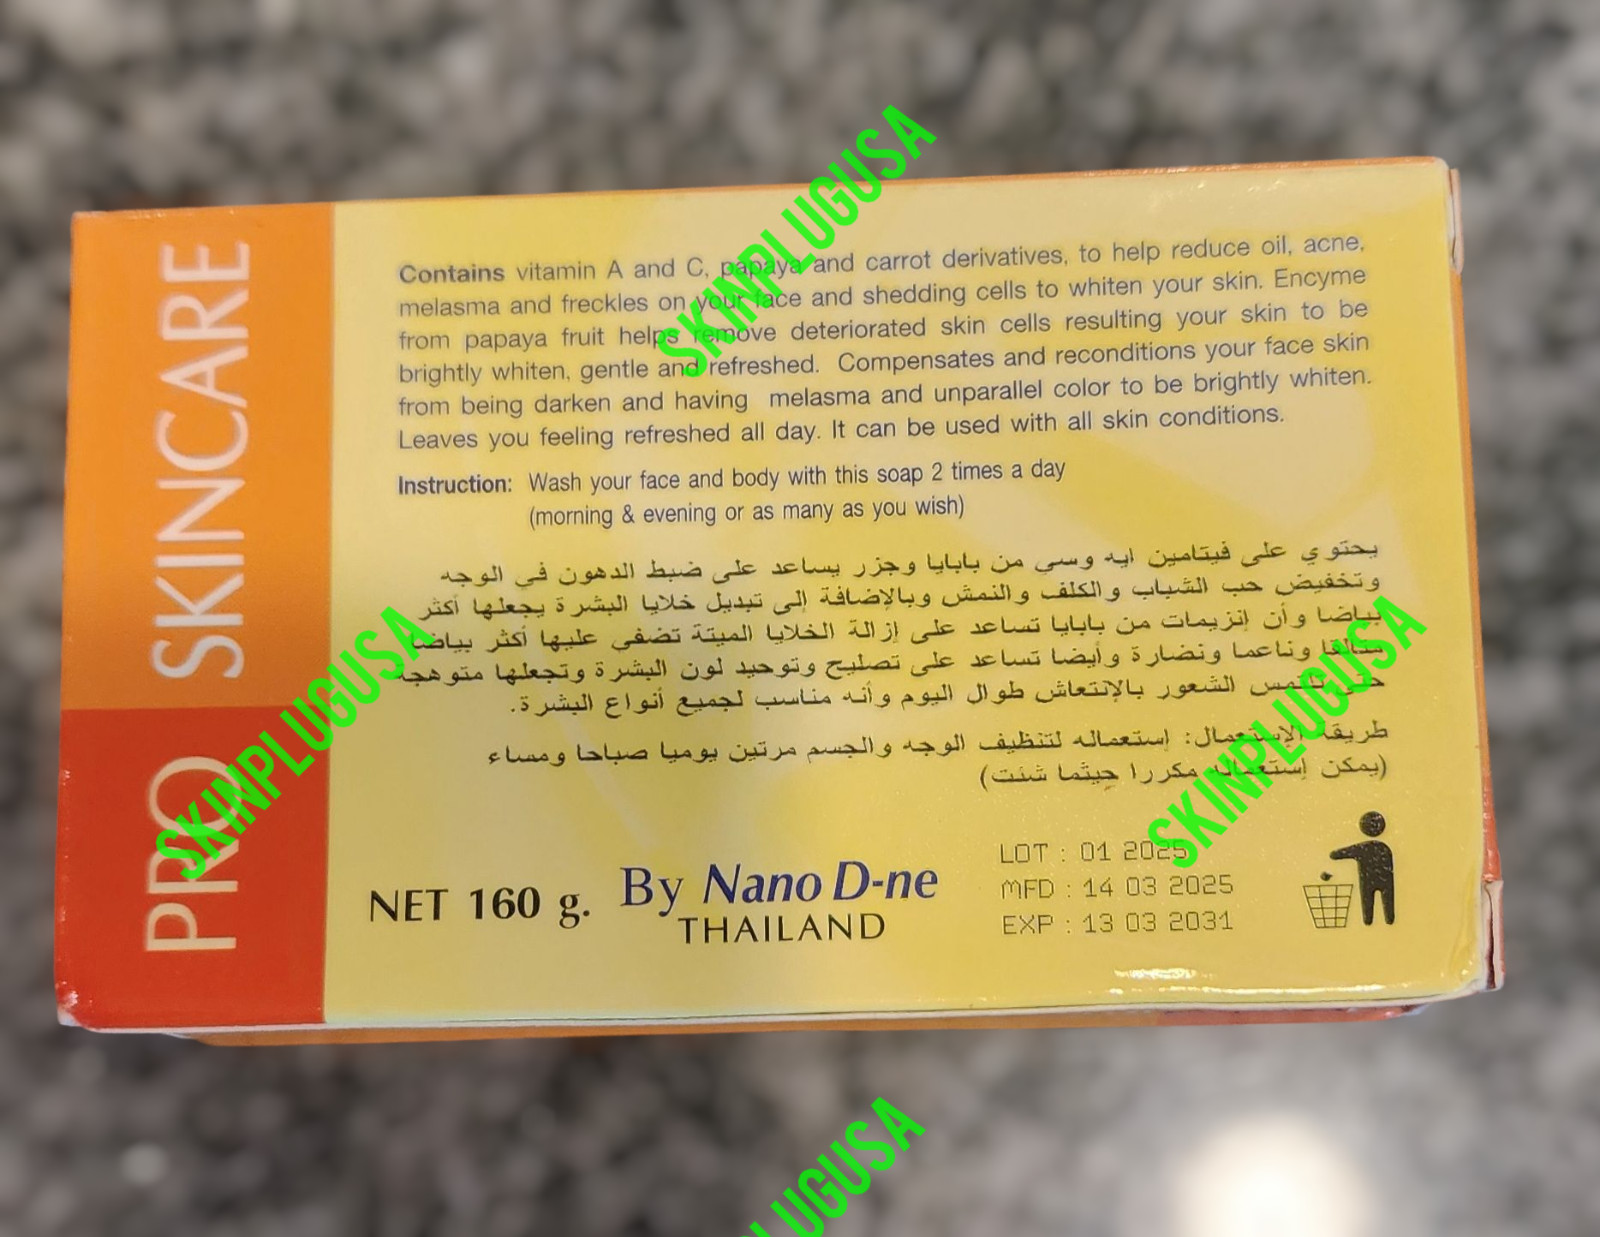 PRO SKINCARE
Contains vitamin A and C, papaya and carrot derivatives, to help reduce oil, acne,
melasma and freckles on your face and shedding cells to whiten your skin. Encyme
from papaya fruit helps remove deteriorated skin cells resulting your skin to be
brightly whiten, gentle and refreshed. Compensates and reconditions your face skin
from being darken and having melasma and unparallel color to be brightly whiten.
Leaves you feeling refreshed all day. It can be used with all skin conditions.
Instruction: Wash your face and body with this soap 2 times a day
(morning & evening or as many as you wish)
يحتوي على فيتامين ايه وسي من بابايا وجزر يساعد على ضبط الدهون في الوجه
وتخفيض حب الشباب والكلف والنمش وبالإضافة إلى تبديل خلايا البشرة يجعلها أكثر
بياضا وأن إنزيمات من بابايا تساعد على إزالة الخلايا الميتة تضفى عليها أكثر بياضا
متألقا وناعما ونضارة وأيضا تساعد على تصليح وتوحيد لون البشرة وتجعلها متوهجة
حتى تلتمس الشعور بالإنتعاش طوال اليوم وأنه مناسب لجميع أنواع البشرة.
طريقة الإستعمال: إستعماله لتنظيف الوجه والجسم مرتين يوميا صباحا ومساء
(يمكن إستعماله مكررا حيثما شئت)
NET 160 g. By Nano D-ne
THAILAND
LOT : 01 2025
MFD : 14 03 2025
EXP : 13 03 2031
SKINPLUGUSA
SKINPLUGUSA
SKINPLUGUSA
PLUGUSA